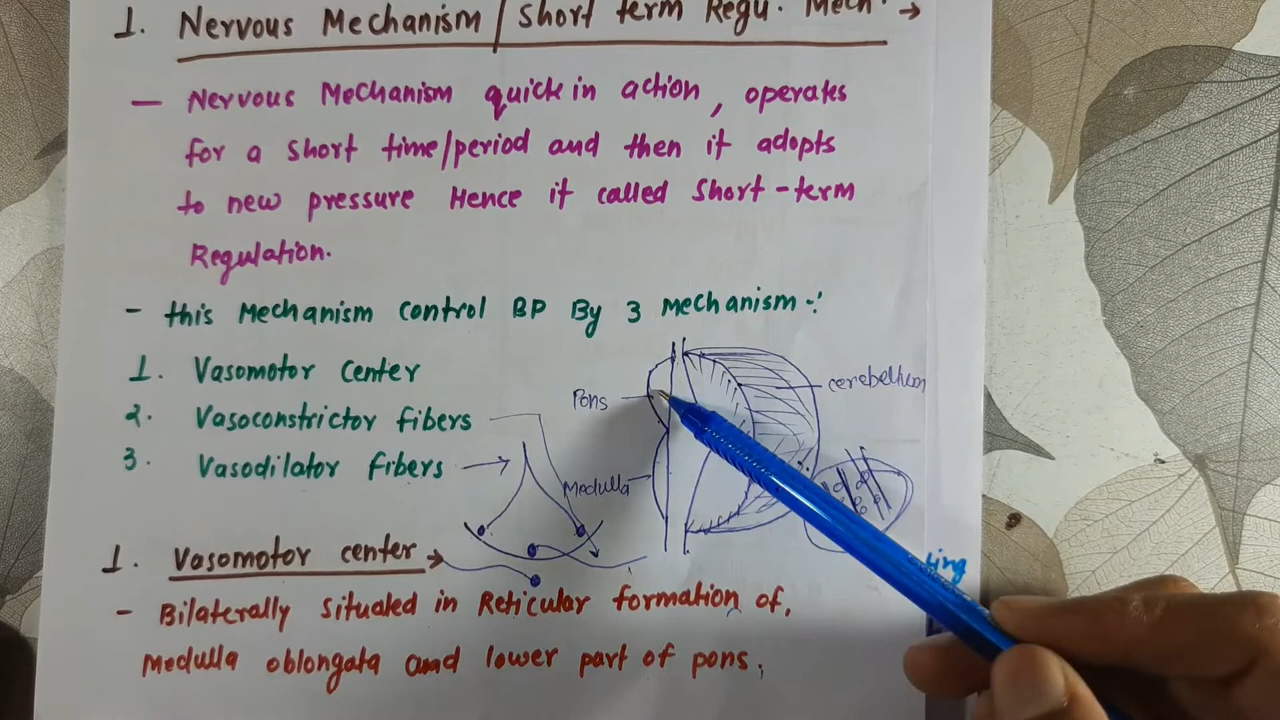 1. Nervous Mechanism / Short term Regu. Mech. →
— Nervous Mechanism quick in action, operates
for a short time/period and then it adopts
to new pressure Hence it called Short-term
Regulation.
- this Mechanism control BP By 3 mechanism:
1. Vasomotor center
2. Vasoconstrictor fibers
3. Vasodilator fibers →
Pons
cerebellum
Medulla
1. Vasomotor center →
- Bilaterally situated in Reticular formation of.
Medulla oblongata and lower part of pons.